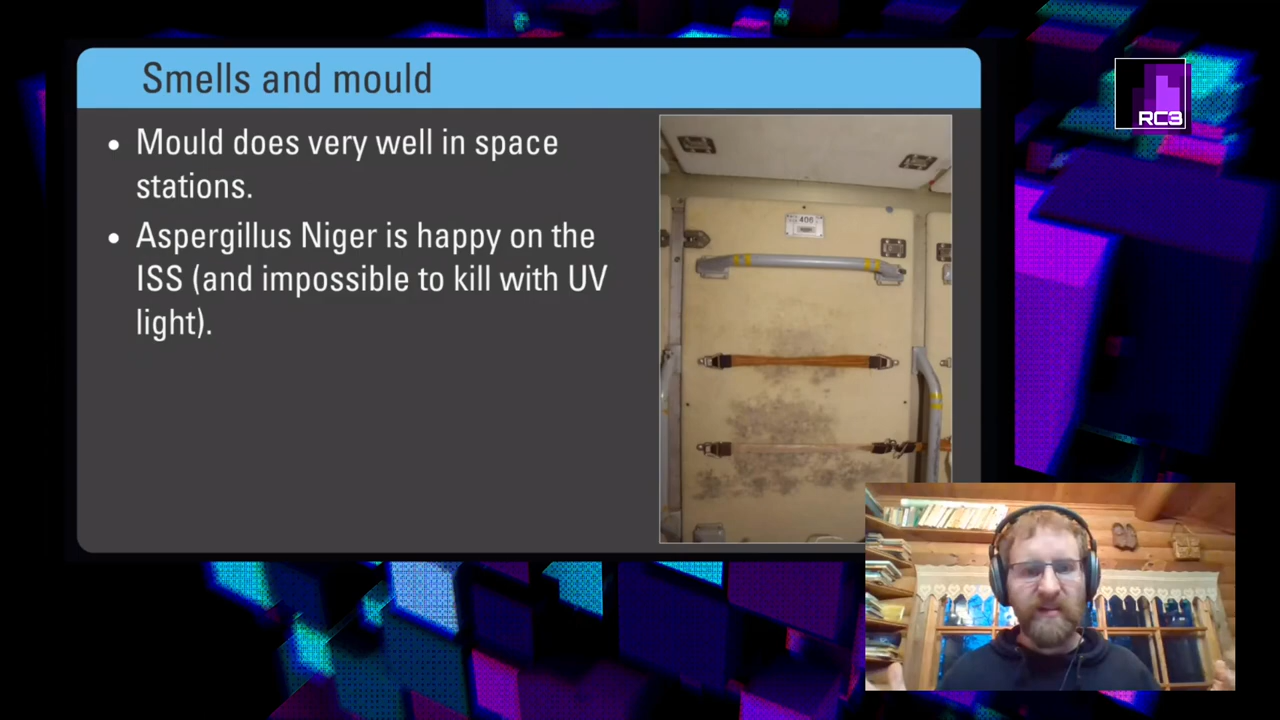 Smells and mould
RC3
• Mould does very well in space
stations.
• Aspergillus Niger is happy on the
ISS (and impossible to kill with UV
light).
406